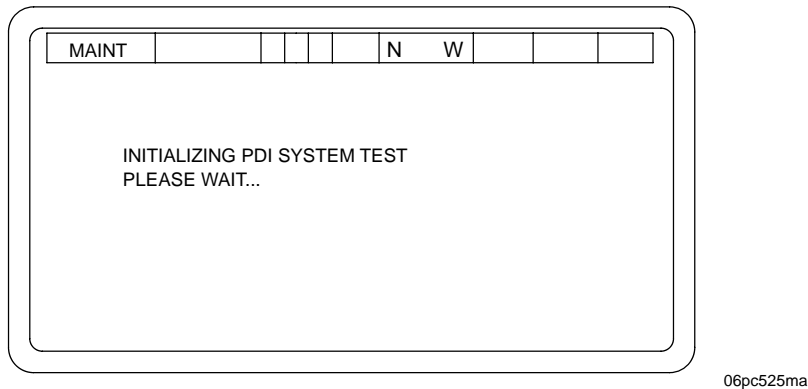 MAINT N W
INITIALIZING PDI SYSTEM TEST
PLEASE WAIT...
06pc525ma